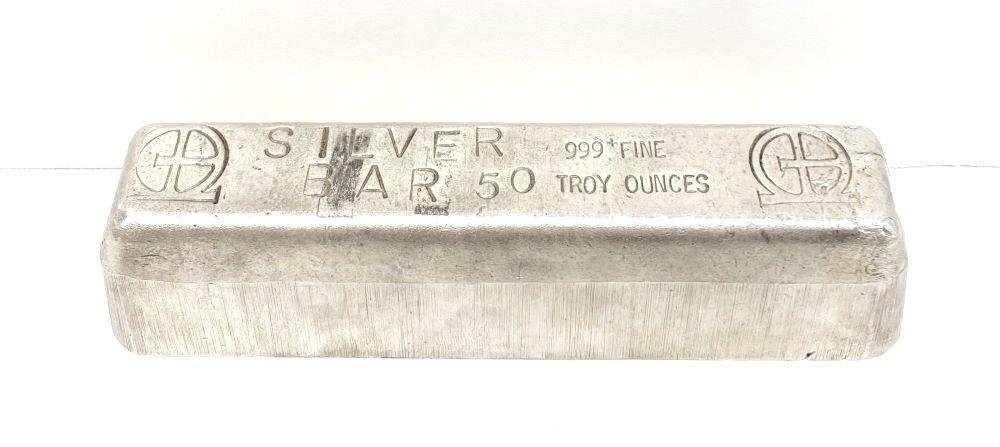 SILVER 999+ FINE
BAR 50 TROY OUNCES